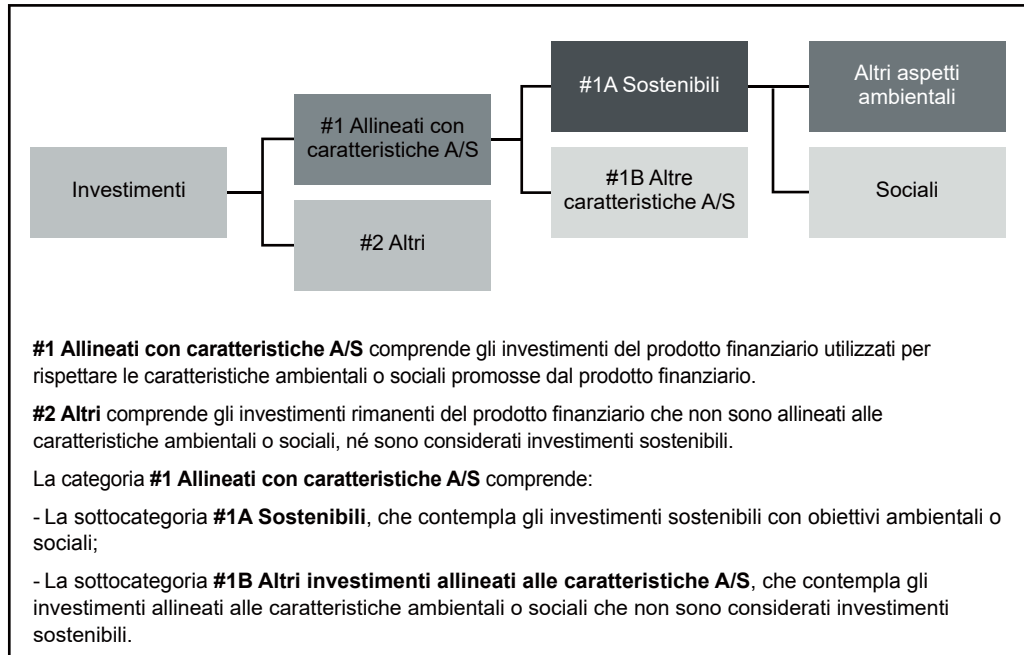 Investimenti
#1 Allineati con
caratteristiche A/S
#2 Altri
#1A Sostenibili
#1B Altre
caratteristiche A/S
Altri aspetti
ambientali
Sociali
#1 Allineati con caratteristiche A/S comprende gli investimenti del prodotto finanziario utilizzati per
rispettare le caratteristiche ambientali o sociali promosse dal prodotto finanziario.
#2 Altri comprende gli investimenti rimanenti del prodotto finanziario che non sono allineati alle
caratteristiche ambientali o sociali, né sono considerati investimenti sostenibili.
La categoria #1 Allineati con caratteristiche A/S comprende:
- La sottocategoria #1A Sostenibili, che contempla gli investimenti sostenibili con obiettivi ambientali o
sociali;
- La sottocategoria #1B Altri investimenti allineati alle caratteristiche A/S, che contempla gli
investimenti allineati alle caratteristiche ambientali o sociali che non sono considerati investimenti
sostenibili.